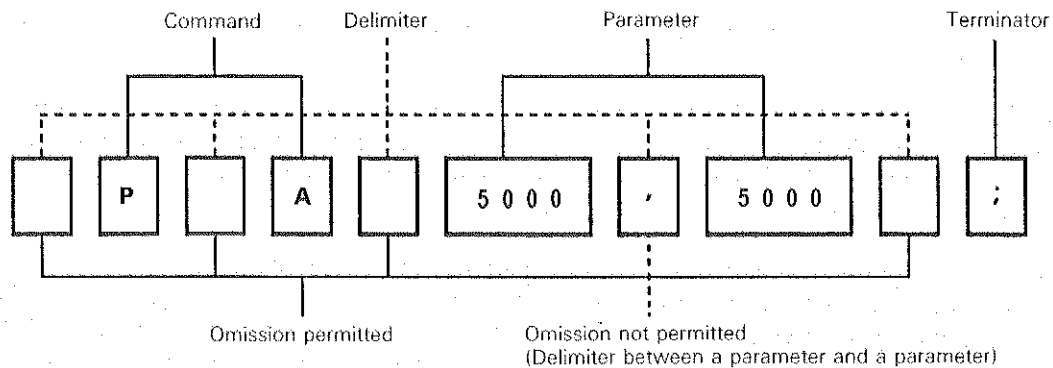 Command Delimiter Parameter Terminator
P A 5000 , 5000 ;
Omission permitted Omission not permitted
(Delimiter between a parameter and a parameter)